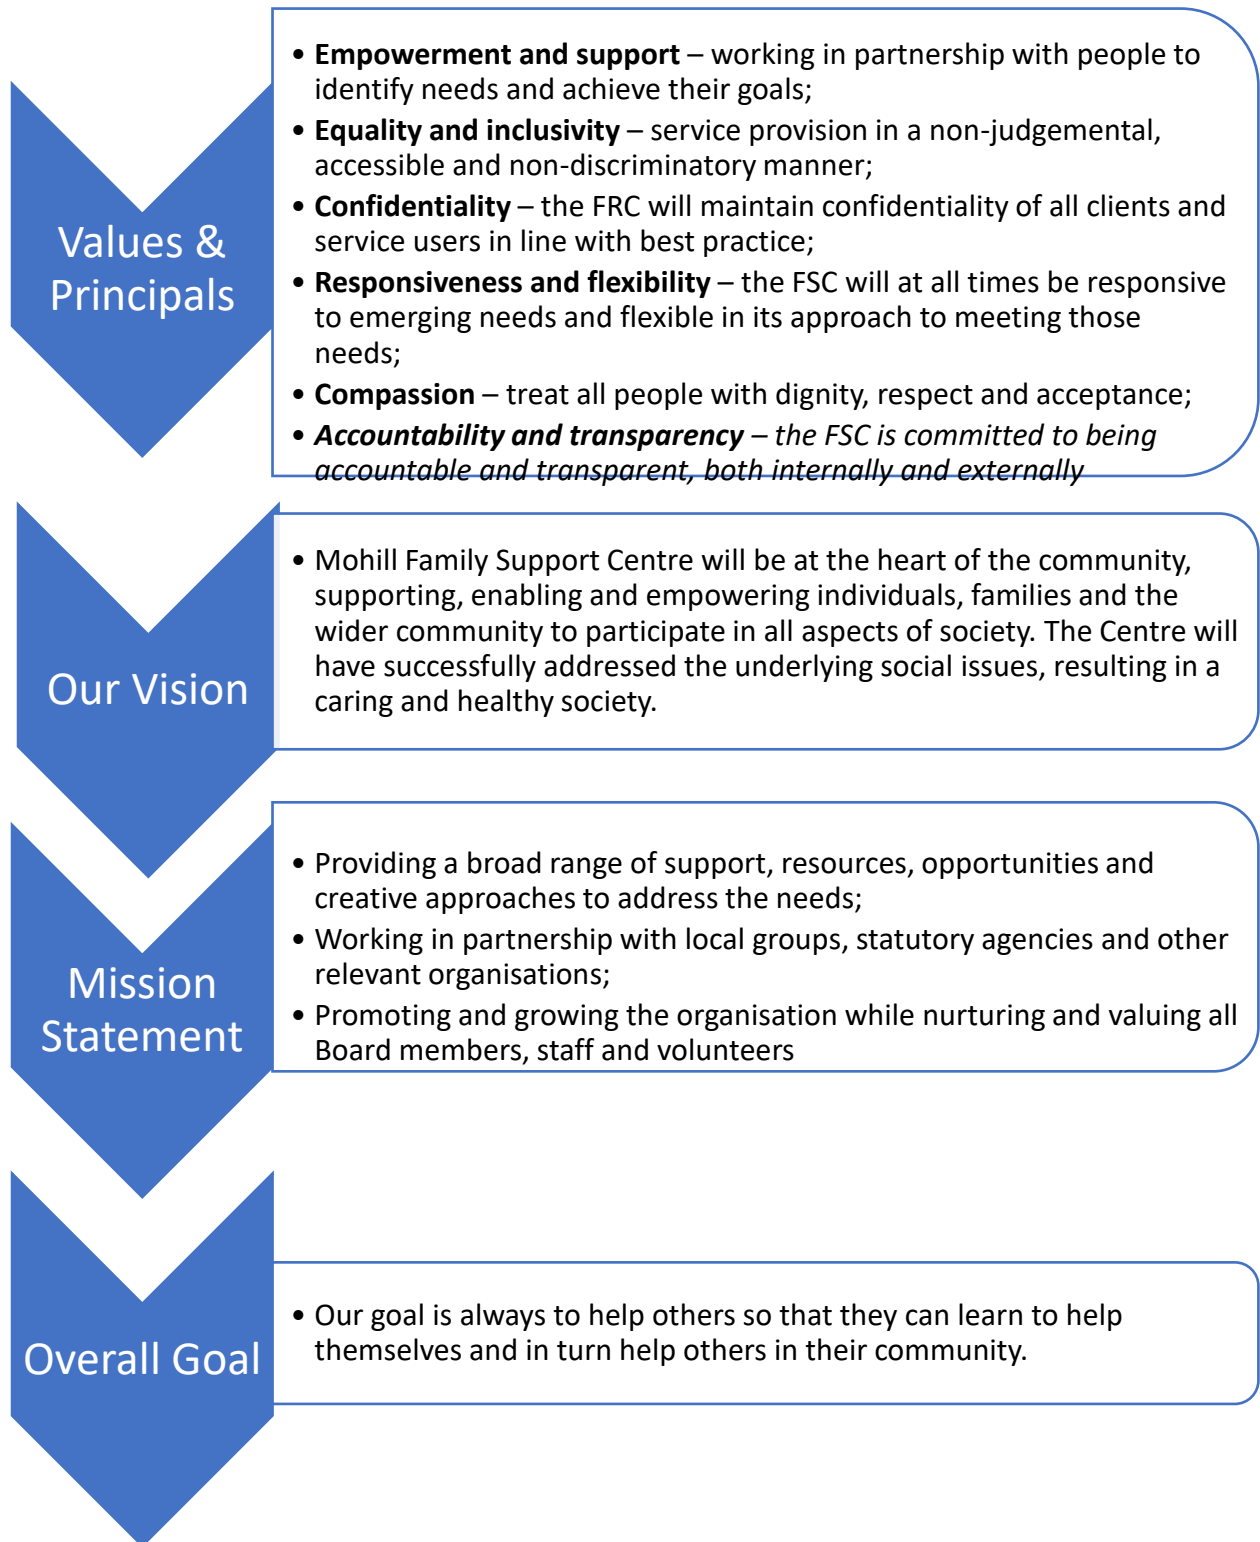 Values &
Principals
• Empowerment and support – working in partnership with people to
identify needs and achieve their goals;
• Equality and inclusivity – service provision in a non-judgemental,
accessible and non-discriminatory manner;
• Confidentiality – the FRC will maintain confidentiality of all clients and
service users in line with best practice;
• Responsiveness and flexibility – the FSC will at all times be responsive
to emerging needs and flexible in its approach to meeting those
needs;
• Compassion – treat all people with dignity, respect and acceptance;
• Accountability and transparency – the FSC is committed to being
accountable and transparent, both internally and externally
Our Vision
• Mohill Family Support Centre will be at the heart of the community,
supporting, enabling and empowering individuals, families and the
wider community to participate in all aspects of society. The Centre will
have successfully addressed the underlying social issues, resulting in a
caring and healthy society.
Mission
Statement
• Providing a broad range of support, resources, opportunities and
creative approaches to address the needs;
• Working in partnership with local groups, statutory agencies and other
relevant organisations;
• Promoting and growing the organisation while nurturing and valuing all
Board members, staff and volunteers
Overall Goal
• Our goal is always to help others so that they can learn to help
themselves and in turn help others in their community.